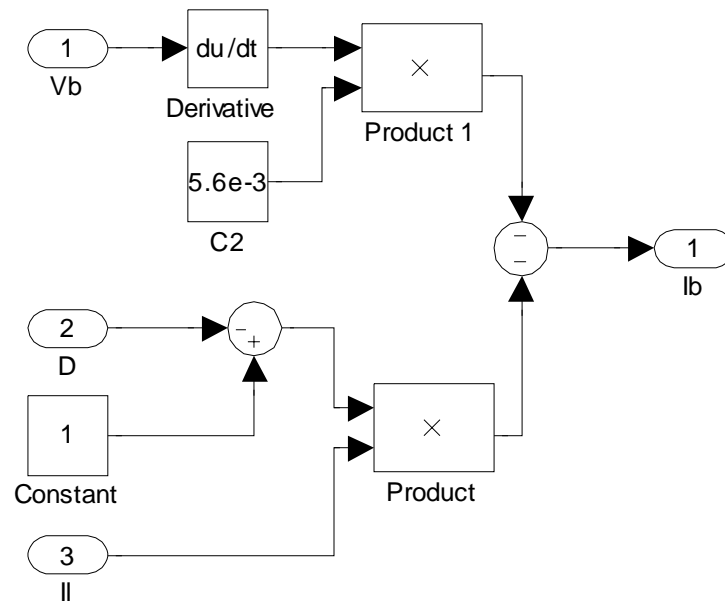 1
Vb
du/dt
Derivative
×
Product 1
5.6e-3
C2
−
−
1
Ib
2
D
-
+
1
Constant
×
Product
3
Il